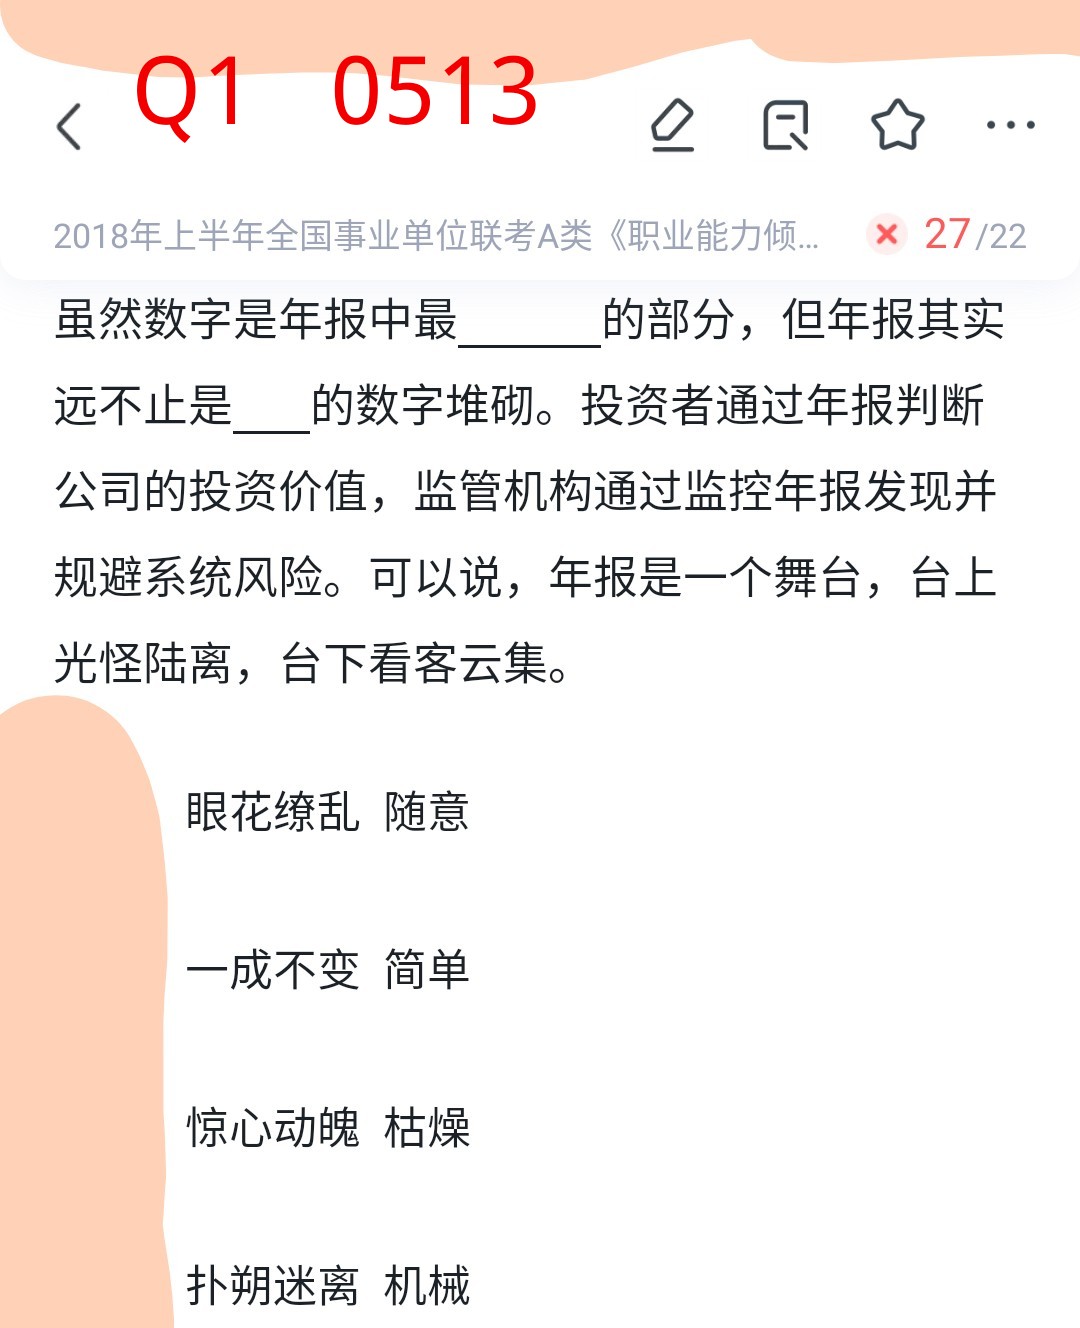 Q1 0513
2018年上半年全国事业单位联考A类《职业能力倾... 27/22
虽然数字是年报中最______的部分，但年报其实
远不止是___的数字堆砌。投资者通过年报判断
公司的投资价值，监管机构通过监控年报发现并
规避系统风险。可以说，年报是一个舞台，台上
光怪陆离，台下看客云集。
眼花缭乱 随意
一成不变 简单
惊心动魄 枯燥
扑朔迷离 机械